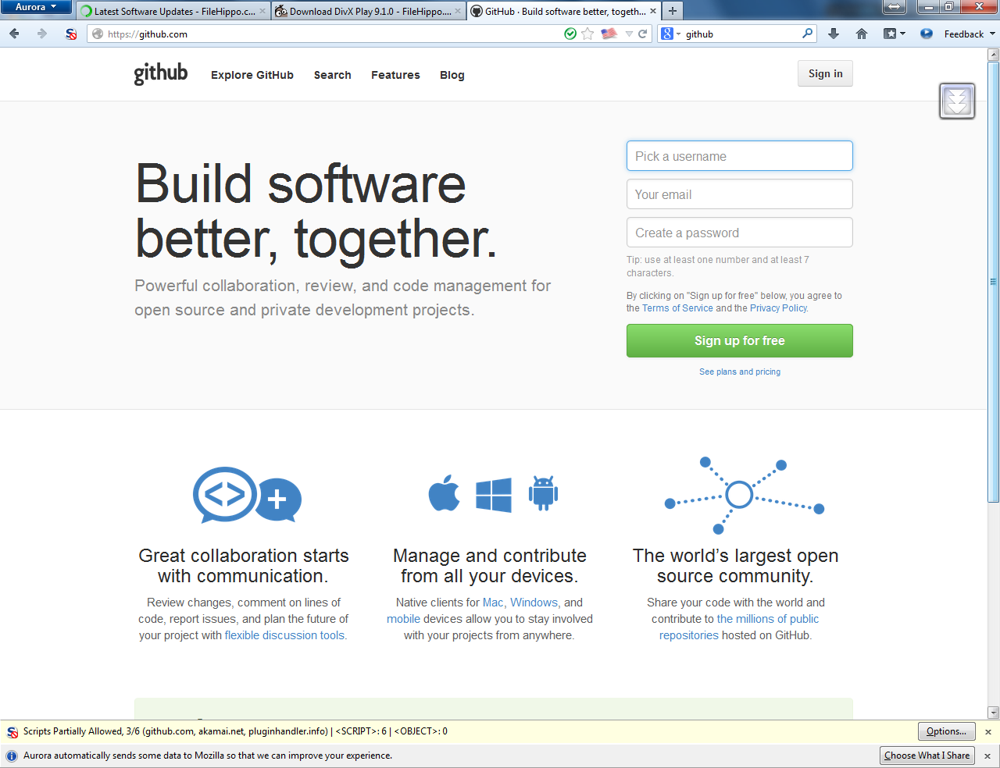 Aurora
Latest Software Updates - FileHippo.c...
Download DivX Play 9.1.0 - FileHippo....
GitHub · Build software better, togeth...
https://github.com
github
Feedback
github
Explore GitHub
Search
Features
Blog
Sign in
Build software
better, together.
Powerful collaboration, review, and code management for
open source and private development projects.
Pick a username
Your email
Create a password
Tip: use at least one number and at least 7
characters.
By clicking on "Sign up for free" below, you agree to
the Terms of Service and the Privacy Policy.
Sign up for free
See plans and pricing
Great collaboration starts
with communication.
Review changes, comment on lines of
code, report issues, and plan the future of
your project with flexible discussion tools.
Manage and contribute
from all your devices.
Native clients for Mac, Windows, and
mobile devices allow you to stay involved
with your projects from anywhere.
The world’s largest open
source community.
Share your code with the world and
contribute to the millions of public
repositories hosted on GitHub.
Scripts Partially Allowed, 3/6 (github.com, akamai.net, pluginhandler.info) | <SCRIPT>: 6 | <OBJECT>: 0
Options...
Aurora automatically sends some data to Mozilla so that we can improve your experience.
Choose What I Share